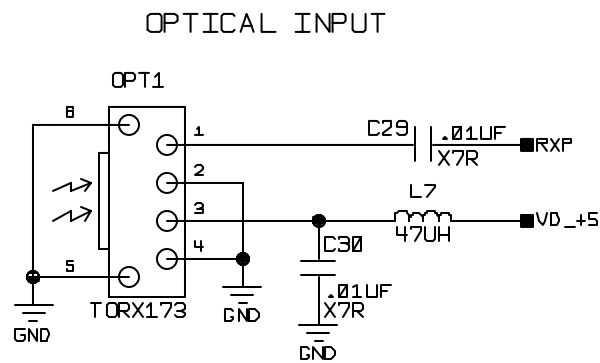 OPTICAL INPUT
OPT1
6
1
C29
.01UF
RXP
X7R
2
L7
3
VD_+5
47UH
4
C30
5
.01UF
TORX173
X7R
GND
GND
GND